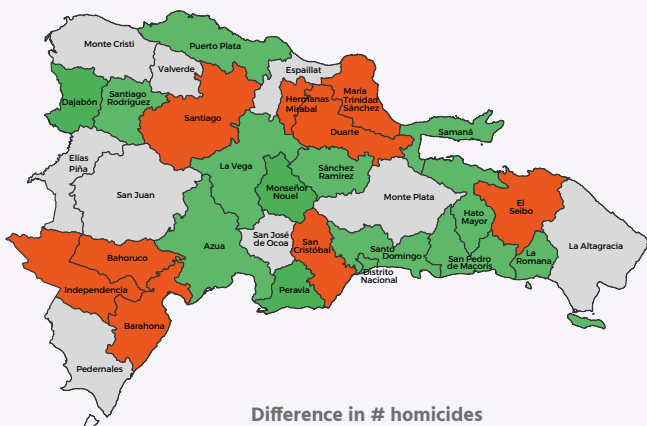 Monte Cristi
Puerto Plata
Valverde
Espaillat
Dajabón
Santiago
Rodríguez
Santiago
Hermanas
Mirabal
María
Trinidad
Sánchez
Duarte
Samaná
Elías
Piña
San Juan
La Vega
Monseñor
Nouel
Sánchez
Ramírez
Monte Plata
El
Seibo
Hato
Mayor
La Altagracia
Azua
San José
de Ocoa
San
Cristóbal
Santo
Domingo
Distrito
Nacional
San Pedro
de Macorís
La
Romana
Bahoruco
Independencia
Barahona
Peravia
Pedernales
Difference in # homicides